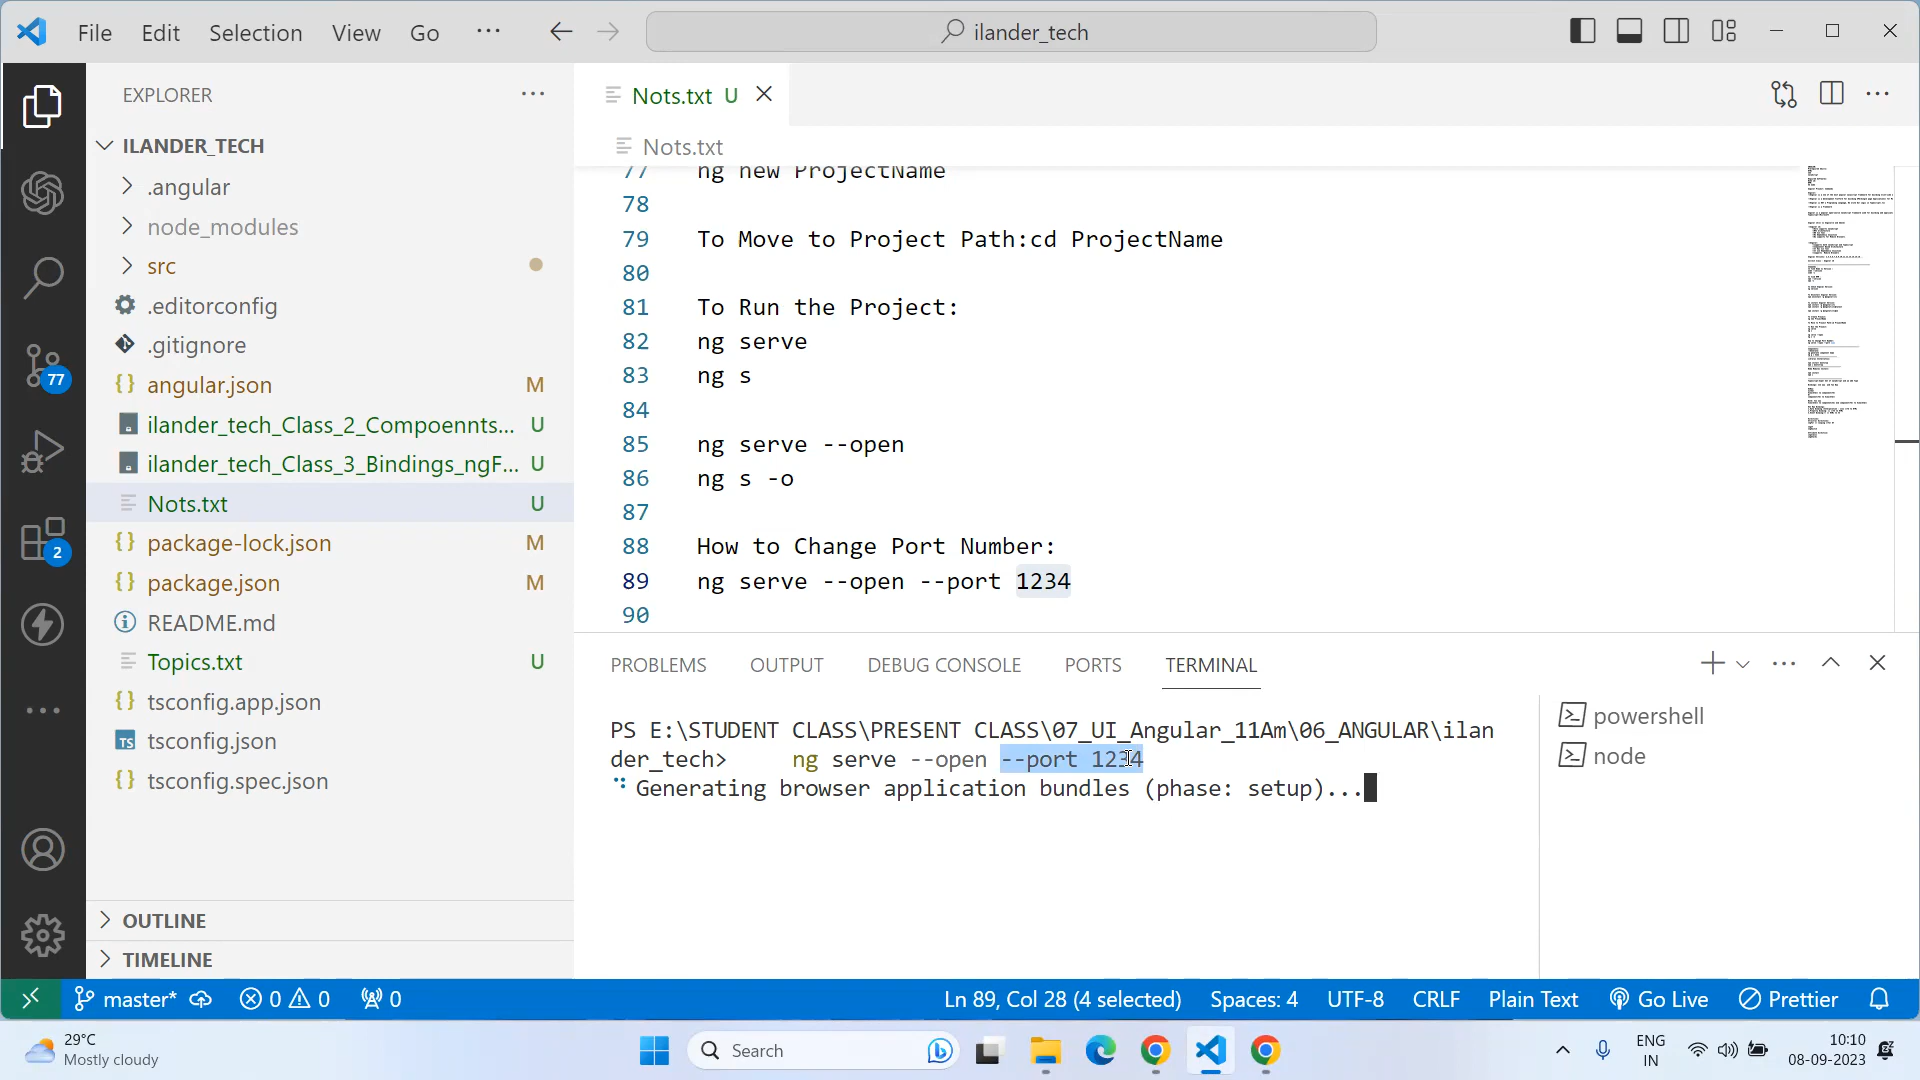 File Edit Selection View Go ··· ilander_tech
EXPLORER
ILANDER_TECH
.angular
node_modules
src
.editorconfig
.gitignore
angular.json M
ilander_tech_Class_2_Compoennts... U
ilander_tech_Class_3_Bindings_ngF... U
Nots.txt U
package-lock.json M
package.json M
README.md
Topics.txt U
tsconfig.app.json
tsconfig.json
tsconfig.spec.json
OUTLINE
TIMELINE
77
2
Nots.txt U
Nots.txt
77 ng new ProjectName
78
79 To Move to Project Path:cd ProjectName
80
81 To Run the Project:
82 ng serve
83 ng s
84
85 ng serve --open
86 ng s -o
87
88 How to Change Port Number:
89 ng serve --open --port 1234
90
PROBLEMS OUTPUT DEBUG CONSOLE PORTS TERMINAL
PS E:\STUDENT CLASS\PRESENT CLASS\07_UI_Angular_11Am\06_ANGULAR\ilan
der_tech> ng serve --open --port 1234
Generating browser application bundles (phase: setup)...
powershell
node
master* 0 0 0 Ln 89, Col 28 (4 selected) Spaces: 4 UTF-8 CRLF Plain Text Go Live Prettier
29°C
Mostly cloudy
Search
ENG
IN
10:10
08-09-2023